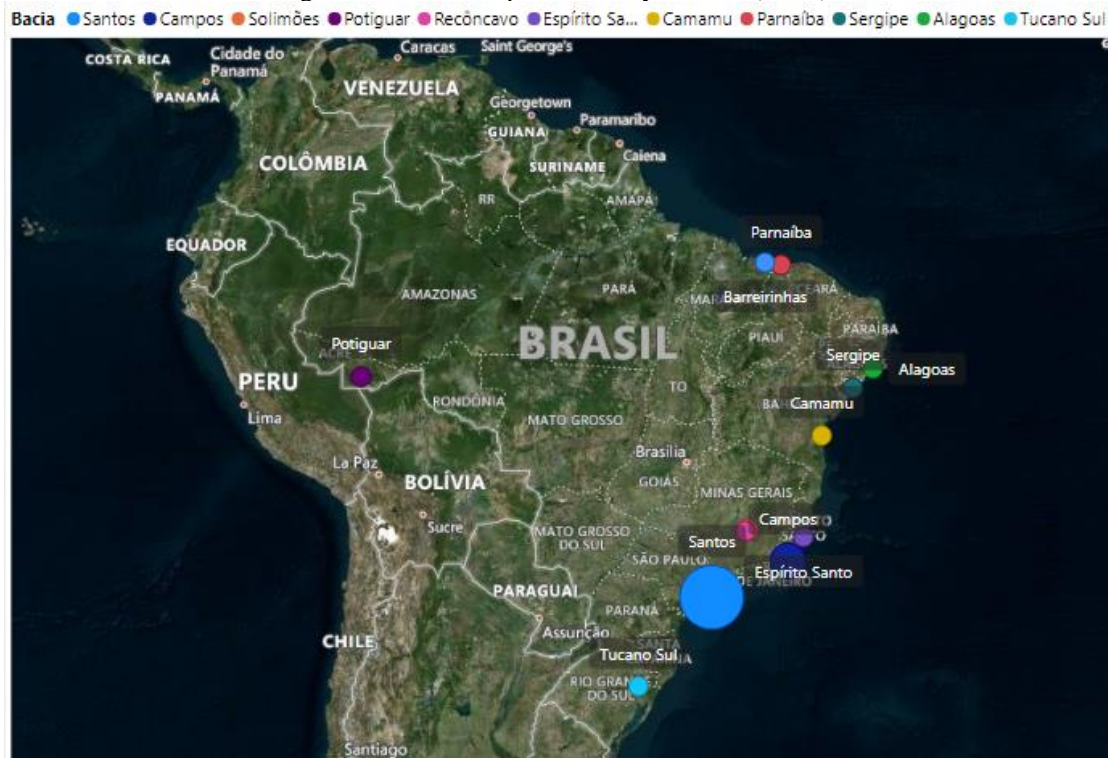 Bacia Santos Campos Solimões Potiguar Recôncavo Espírito Sa... Camamu Parnaíba Sergipe Alagoas Tucano Sul
COSTA RICA
Cidade do
Panamá
PANAMÁ
Caracas
Saint George's
VENEZUELA
Georgetown
GUIANA
Paramaribo
SURINAME
Caiena
COLÔMBIA
RR
AMAPÁ
EQUADOR
Parnaíba
AMAZONAS
PARÁ
Barreirinhas
CEARÁ
Potiguar
BRASIL
PIAUÍ
PARAÍBA
Sergipe
Alagoas
PERU
Lima
RONDÔNIA
TO
Camamu
MATO GROSSO
La Paz
Brasília
BOLÍVIA
GOIÁS
MINAS GERAIS
Sucre
MATO GROSSO
DO SUL
Campos
Santos
SÃO PAULO
Espírito Santo
DE JANEIRO
PARAGUAI
PARANÁ
Assunção
CHILE
Tucano Sul
RIO GRANDE
DO SUL
Santiago